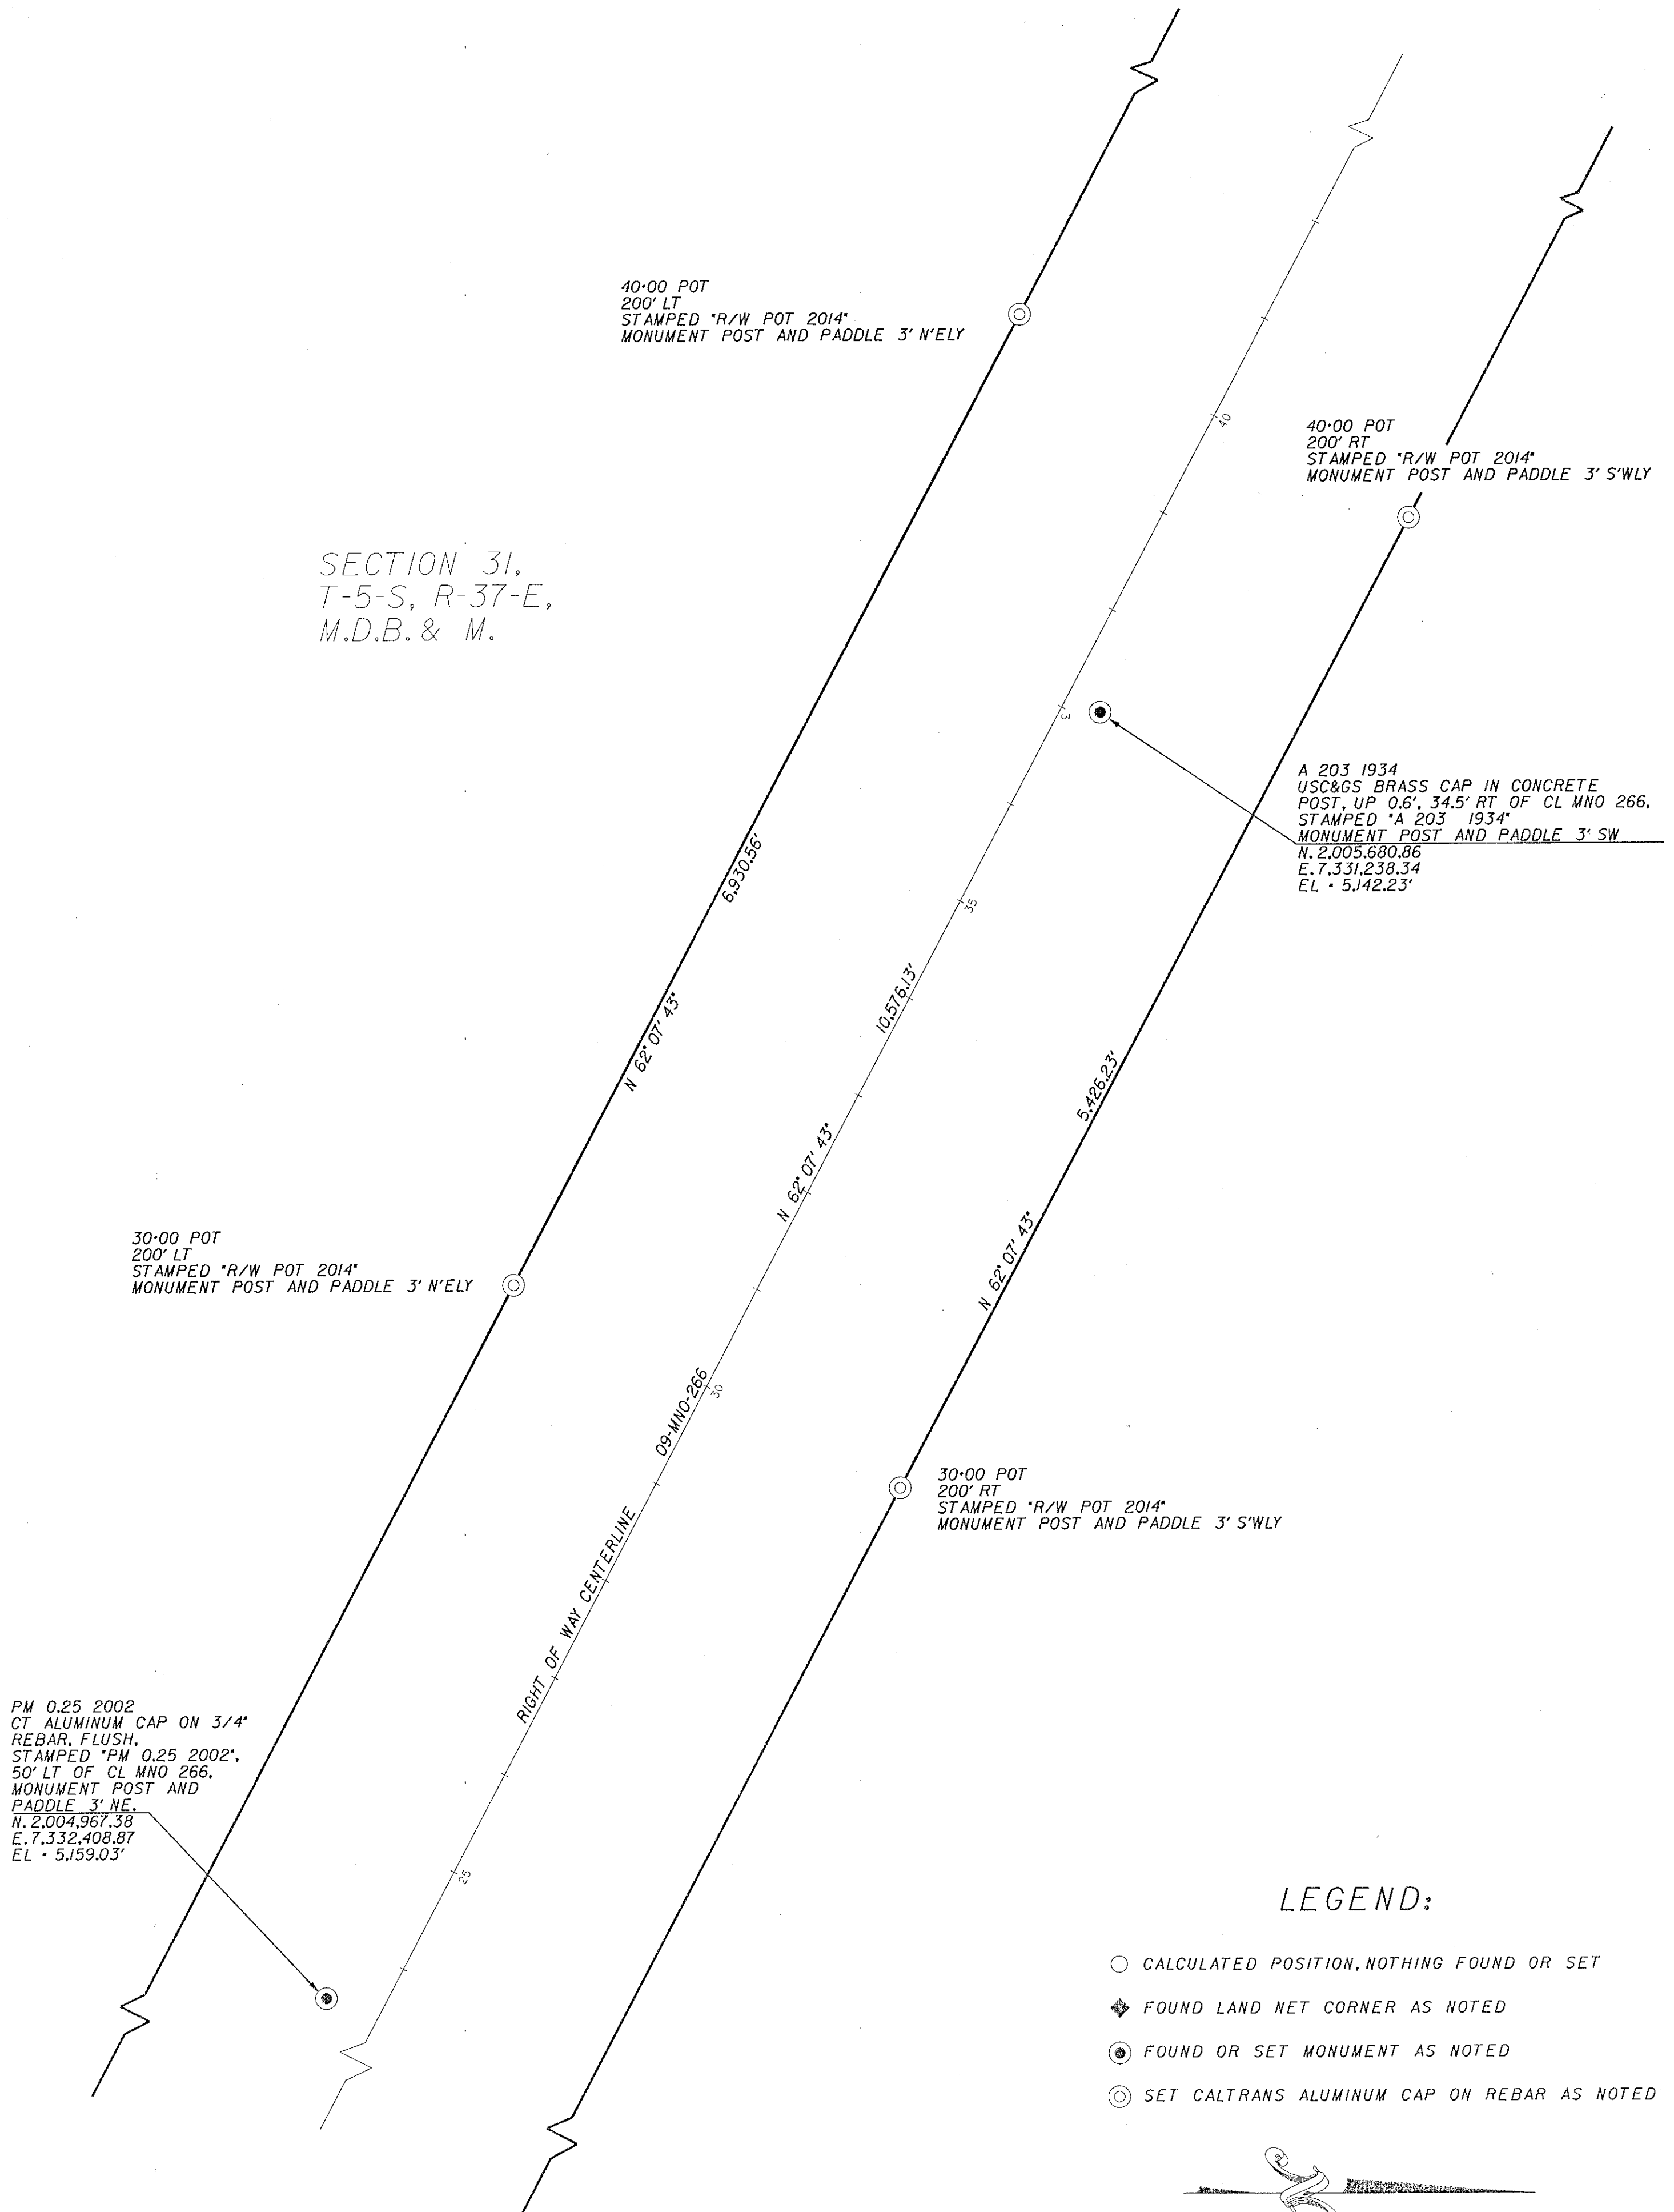 40+00 POT
200' LT
STAMPED "R/W POT 2014"
MONUMENT POST AND PADDLE 3' N'ELY
40
40+00 POT
200' RT
STAMPED "R/W POT 2014"
MONUMENT POST AND PADDLE 3' S'WLY
SECTION 31,
T-5-S, R-37-E,
M.D.B. & M.
3
A 203 1934
USC&GS BRASS CAP IN CONCRETE
POST, UP 0.6', 34.5' RT OF CL MNO 266,
STAMPED "A 203 1934"
MONUMENT POST AND PADDLE 3' SW
N. 2,005,680.86
E. 7,331,238.34
EL = 5,142.23'
6,930.56'
35
10,576.13'
N 62° 07' 43"
5,426.23'
N 62° 07' 43"
30+00 POT
200' LT
STAMPED "R/W POT 2014"
MONUMENT POST AND PADDLE 3' N'ELY
N 62° 07' 43"
30
09-MNO-266
30+00 POT
200' RT
STAMPED "R/W POT 2014"
MONUMENT POST AND PADDLE 3' S'WLY
RIGHT OF WAY CENTERLINE
PM 0.25 2002
CT ALUMINUM CAP ON 3/4"
REBAR, FLUSH,
STAMPED "PM 0.25 2002",
50' LT OF CL MNO 266,
MONUMENT POST AND
PADDLE 3' NE.
N. 2,004,967.38
E. 7,332,408.87
EL = 5,159.03'
25
LEGEND:
CALCULATED POSITION, NOTHING FOUND OR SET
FOUND LAND NET CORNER AS NOTED
FOUND OR SET MONUMENT AS NOTED
SET CALTRANS ALUMINUM CAP ON REBAR AS NOTED